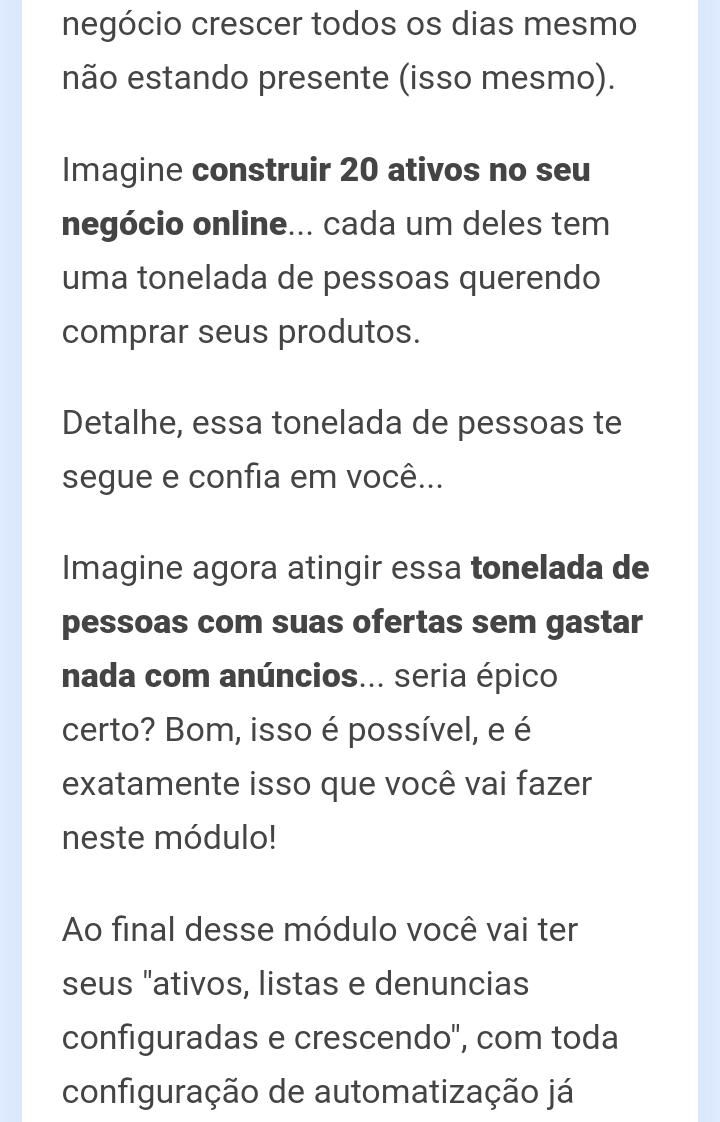 negócio crescer todos os dias mesmo
não estando presente (isso mesmo).
Imagine construir 20 ativos no seu
negócio online... cada um deles tem
uma tonelada de pessoas querendo
comprar seus produtos.
Detalhe, essa tonelada de pessoas te
segue e confia em você...
Imagine agora atingir essa tonelada de
pessoas com suas ofertas sem gastar
nada com anúncios... seria épico
certo? Bom, isso é possível, e é
exatamente isso que você vai fazer
neste módulo!
Ao final desse módulo você vai ter
seus "ativos, listas e denuncias
configuradas e crescendo", com toda
configuração de automatização já